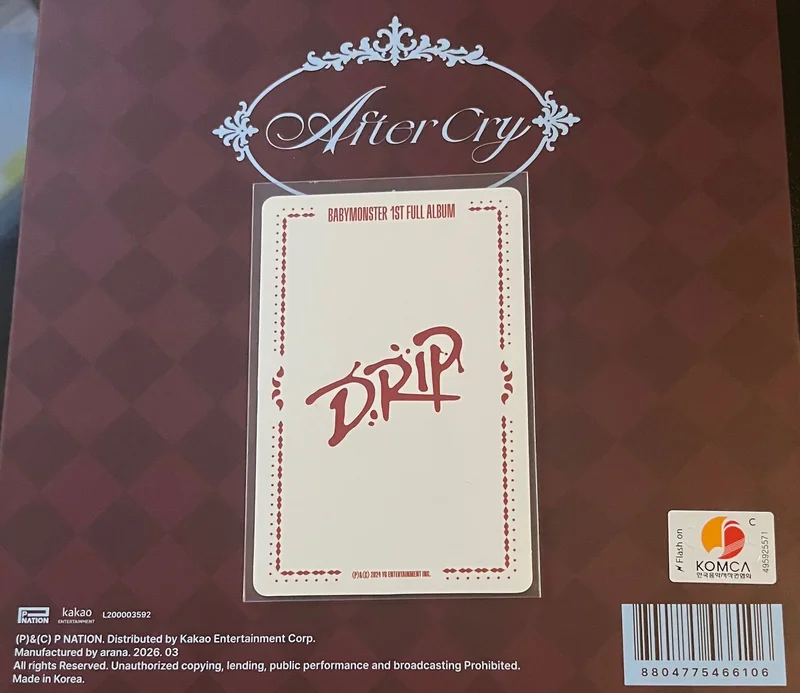 After Cry
BABYMONSTER 1ST FULL ALBUM
DRIP
(P)&(C) 2024 YG ENTERTAINMENT INC.
Flash on
C
495925571
KOMCA
한국음악저작권협회
P NATION
kakao
ENTERTAINMENT
L200003592
(P)&(C) P NATION. Distributed by Kakao Entertainment Corp.
Manufactured by arana. 2026. 03
All rights Reserved. Unauthorized copying, lending, public performance and broadcasting Prohibited.
Made in Korea.
8804775466106